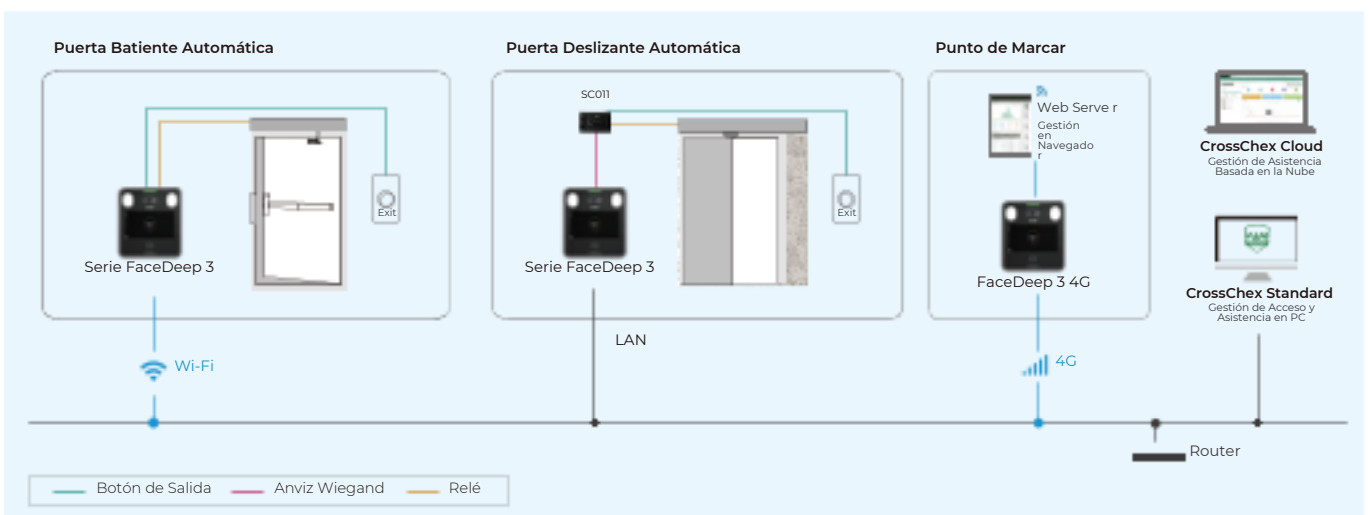 Puerta Batiente Automática
Puerta Deslizante Automática
Punto de Marcar
SC011
Web Serve r
Gestión
en
Navegado
r
CrossChex Cloud
Gestión de Asistencia
Basada en la Nube
Exit
Exit
Serie FaceDeep 3
Serie FaceDeep 3
FaceDeep 3 4G
CrossChex Standard
Gestión de Acceso y
Asistencia en PC
LAN
Wi-Fi
4G
Router
Botón de Salida
Anviz Wiegand
Relé